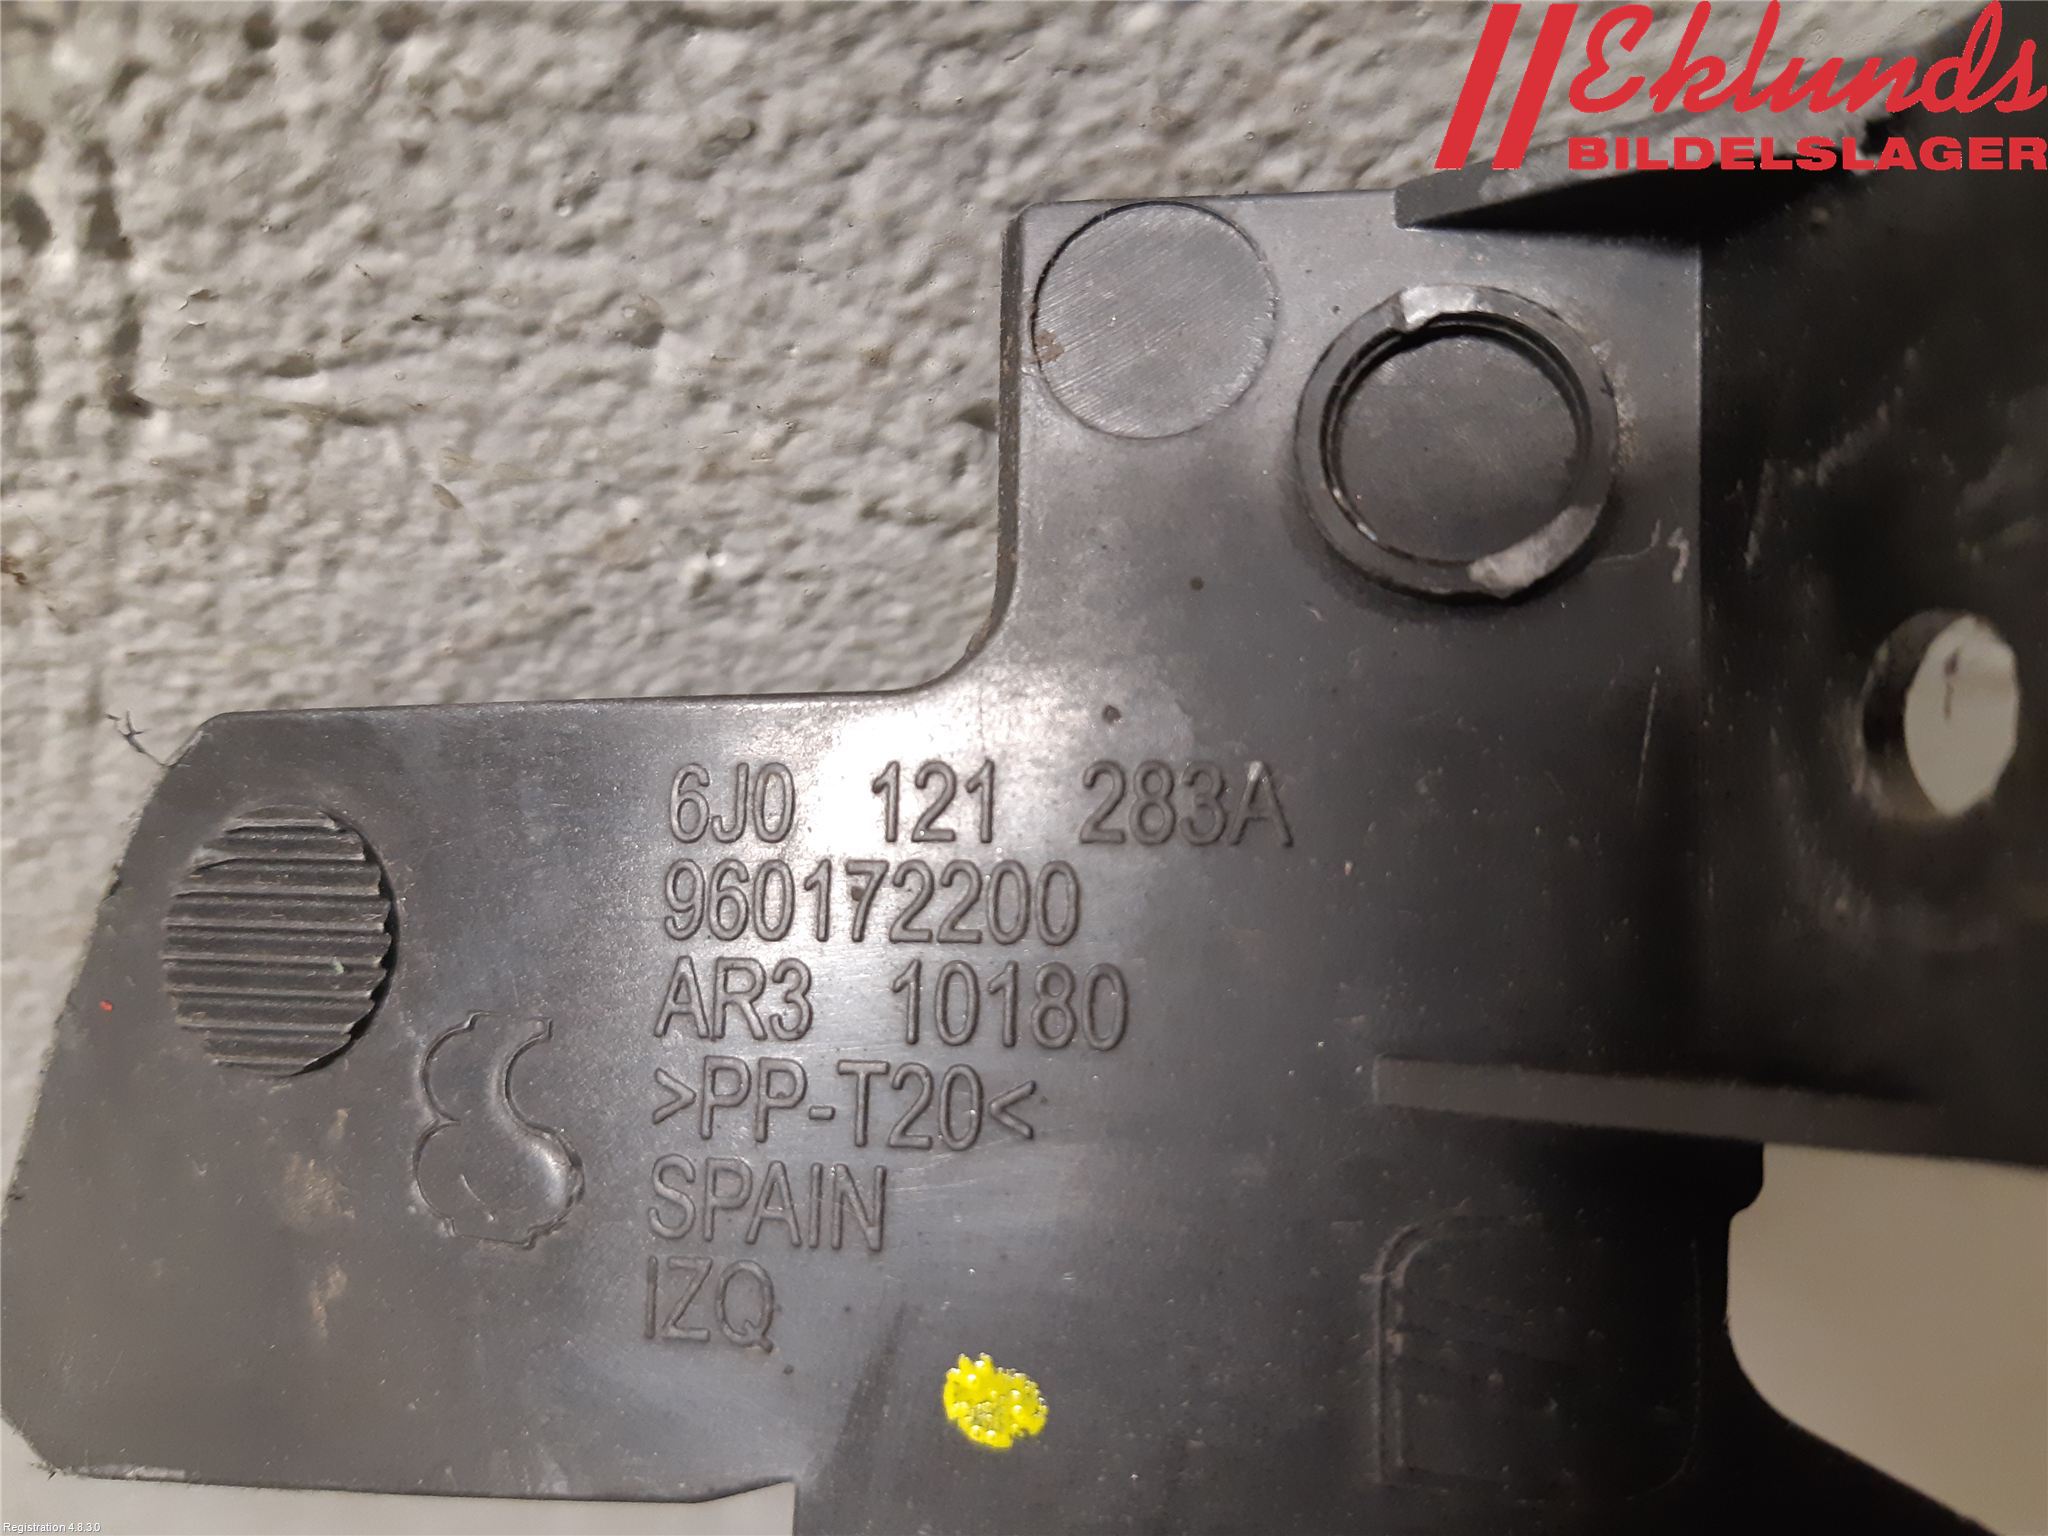 Eklunds
BILDELSLAGER
6J0 121 283A
960172200
AR3 10180
>PP-T20<
SPAIN
IZQ
Registration 4.8.3.0